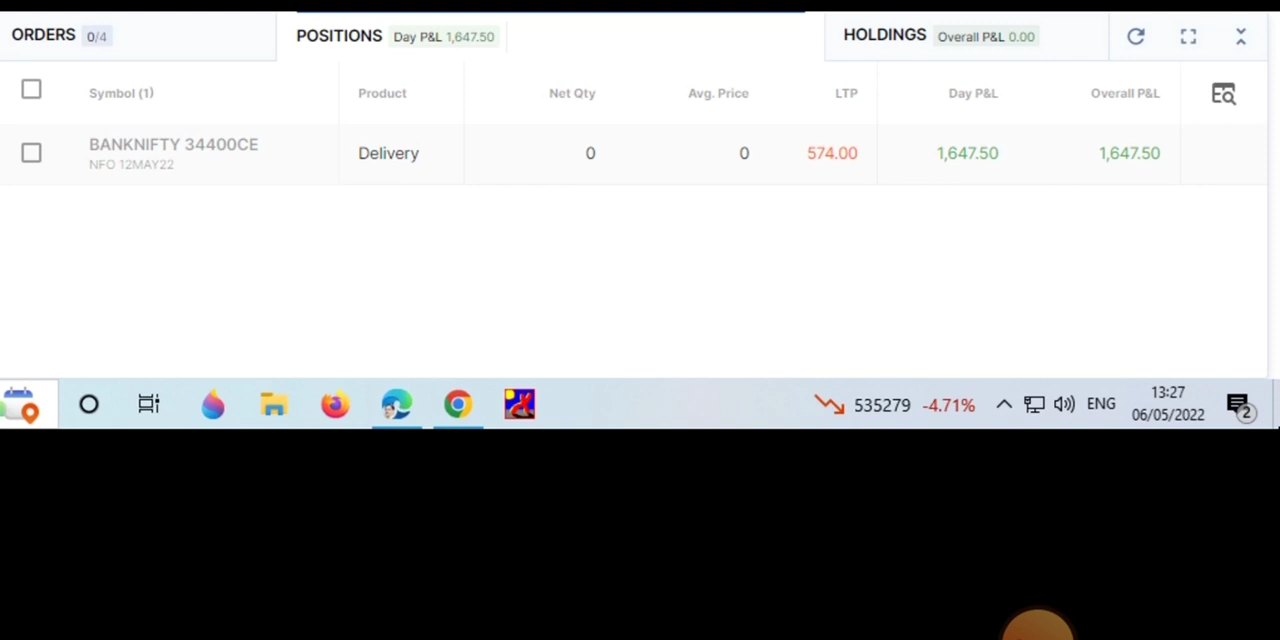 ORDERS 0/4 POSITIONS Day P&L 1,647.50 HOLDINGS Overall P&L 0.00
Symbol (1) Product Net Qty Avg. Price LTP Day P&L Overall P&L
BANKNIFTY 34400CE Delivery 0 0 574.00 1,647.50 1,647.50
NFO 12MAY22
535279 -4.71% ENG 13:27
06/05/2022 2